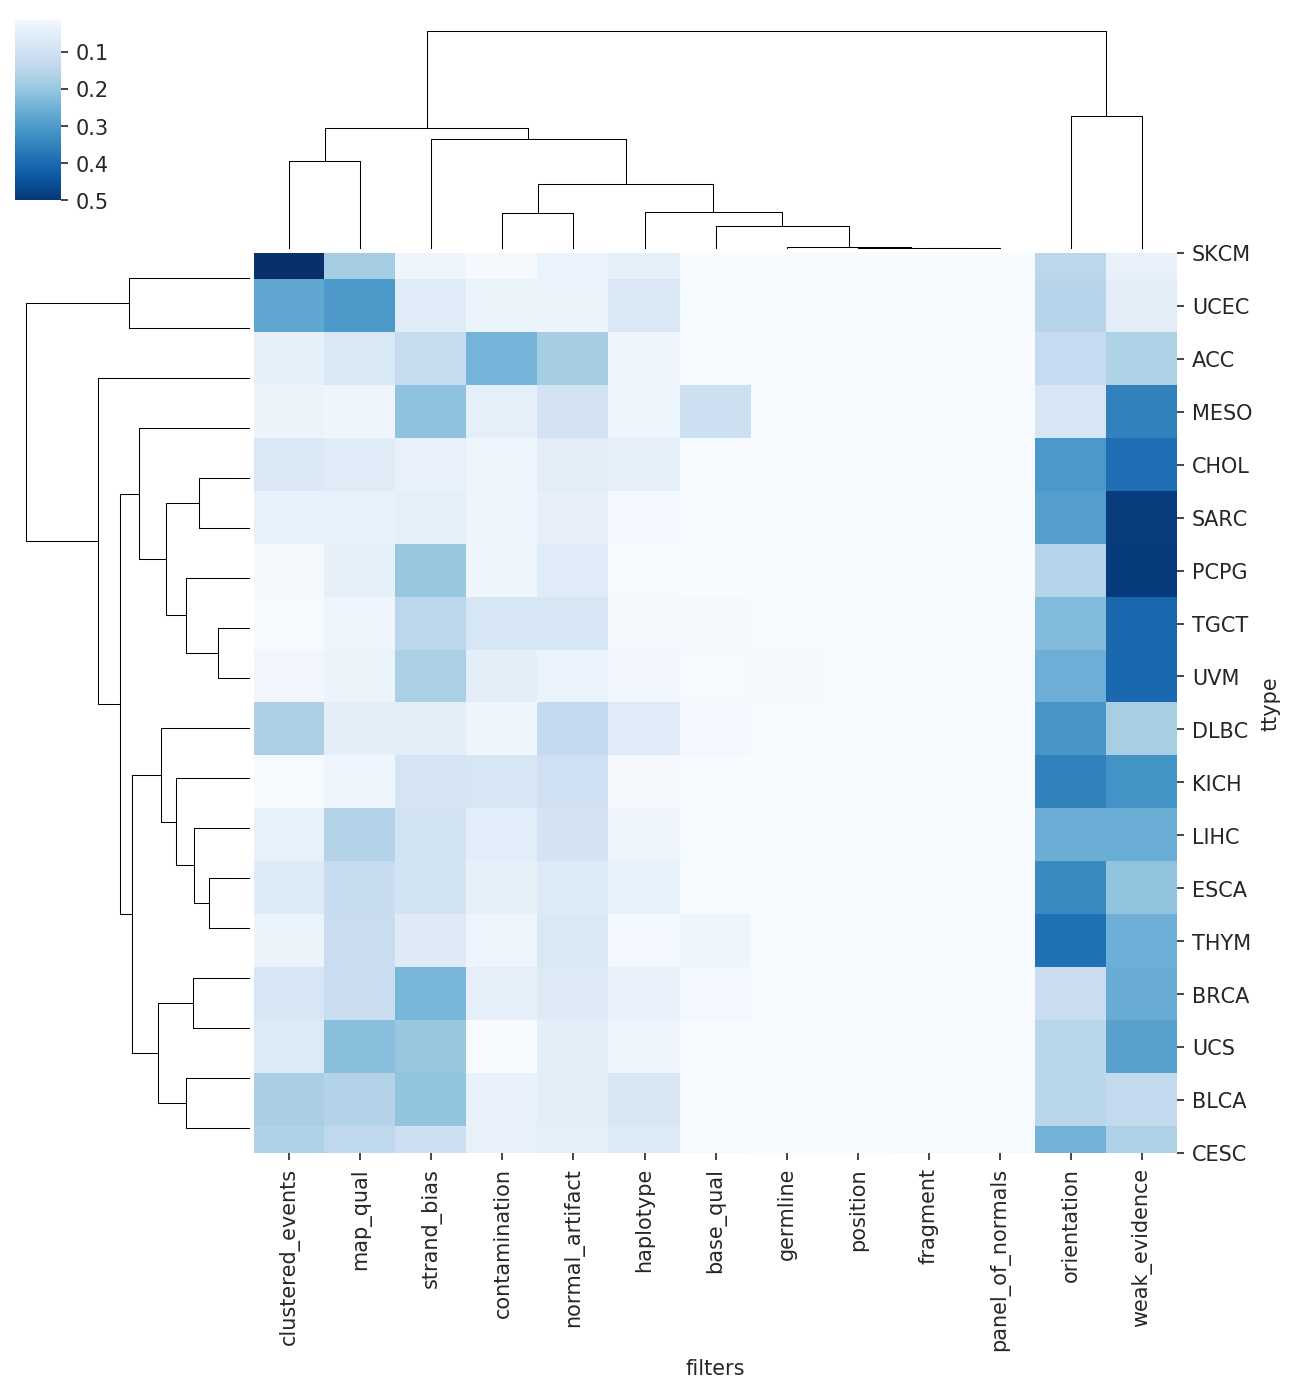 0.1
0.2
0.3
0.4
0.5
SKCM
UCEC
ACC
MESO
CHOL
SARC
PCPG
TGCT
UVM
DLBC
KICH
LIHC
ESCA
THYM
BRCA
UCS
BLCA
CESC
ttype
clustered_events
map_qual
strand_bias
contamination
normal_artifact
haplotype
base_qual
germline
position
fragment
panel_of_normals
orientation
weak_evidence
filters